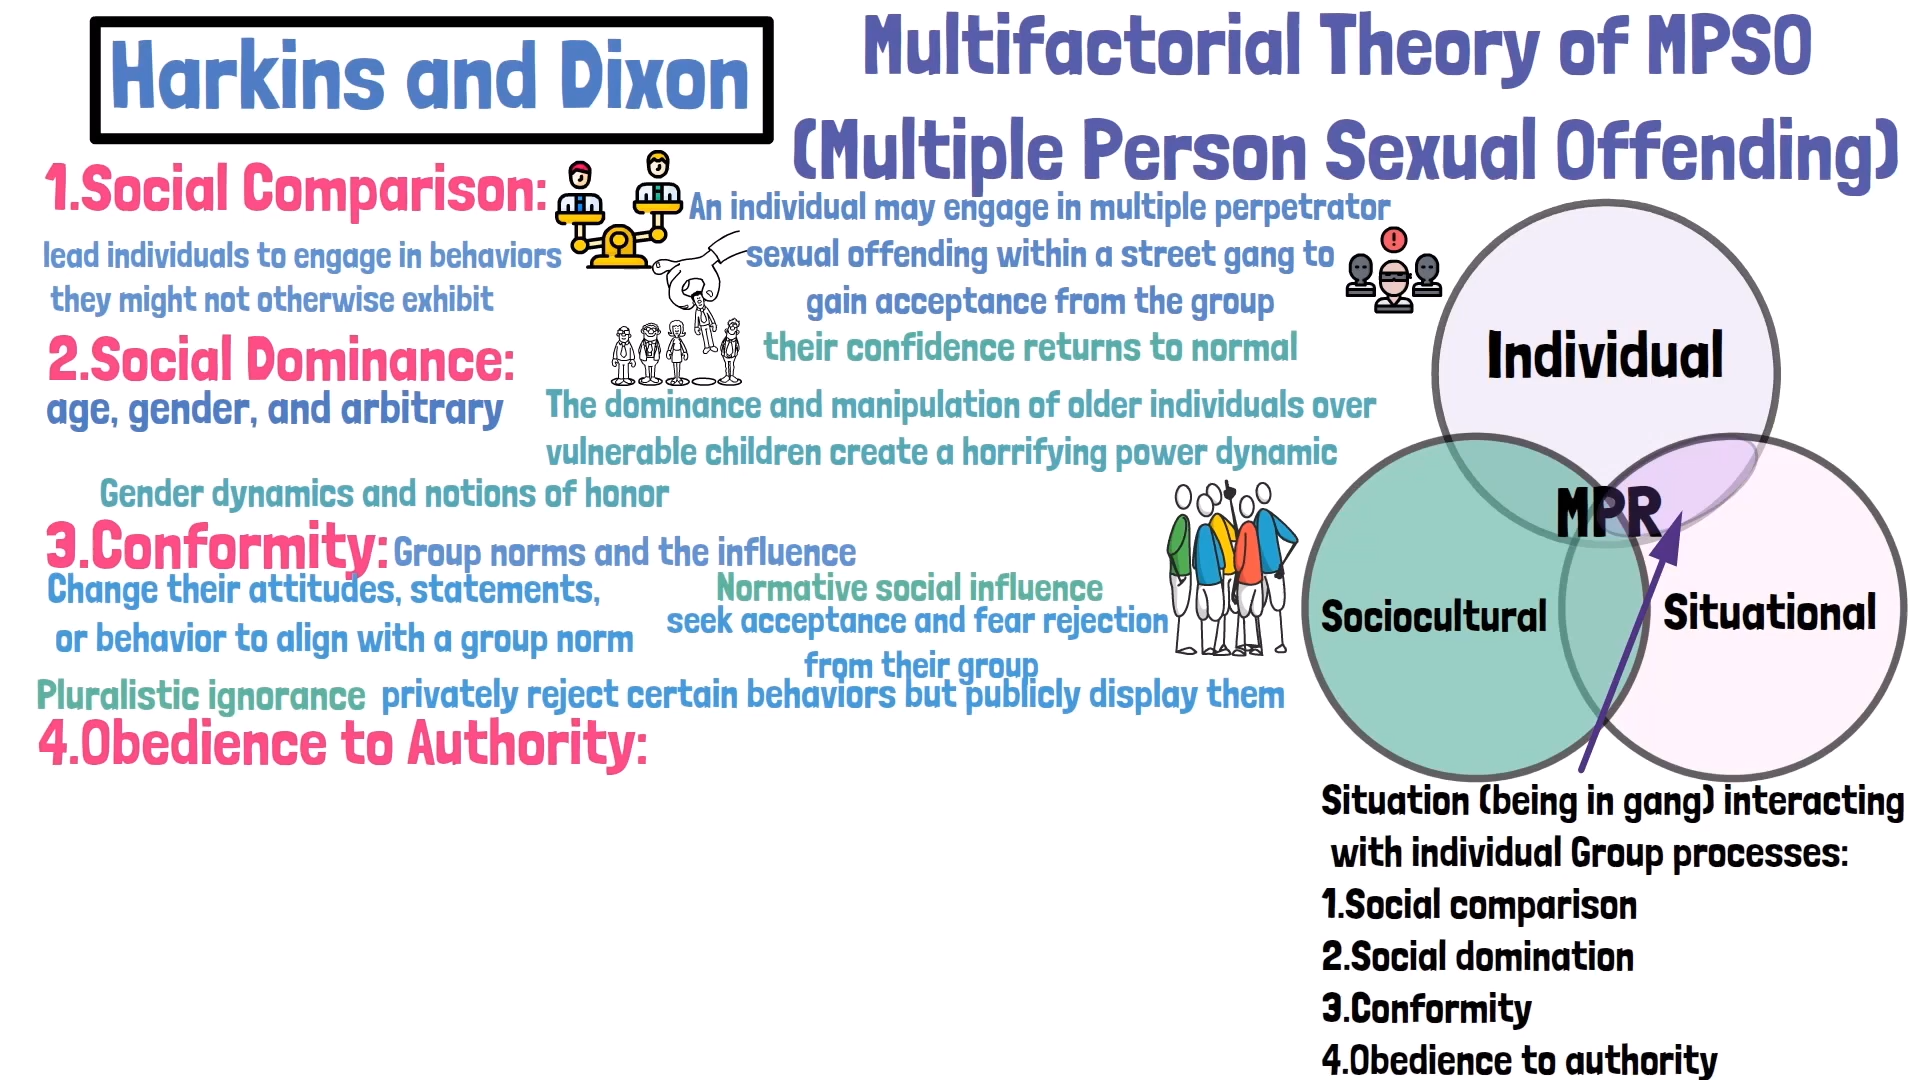 Harkins and Dixon
Multifactorial Theory of MPSO
(Multiple Person Sexual Offending)
1.Social Comparison:
lead individuals to engage in behaviors
they might not otherwise exhibit
An individual may engage in multiple perpetrator
sexual offending within a street gang to
gain acceptance from the group
their confidence returns to normal
2.Social Dominance:
age, gender, and arbitrary
The dominance and manipulation of older individuals over
vulnerable children create a horrifying power dynamic
Gender dynamics and notions of honor
3.Conformity:
Group norms and the influence
Change their attitudes, statements,
or behavior to align with a group norm
Normative social influence
seek acceptance and fear rejection
from their group
Pluralistic ignorance
privately reject certain behaviors but publicly display them
4.Obedience to Authority:
Individual
MPR
Sociocultural
Situational
Situation (being in gang) interacting
with individual Group processes:
1.Social comparison
2.Social domination
3.Conformity
4.Obedience to authority